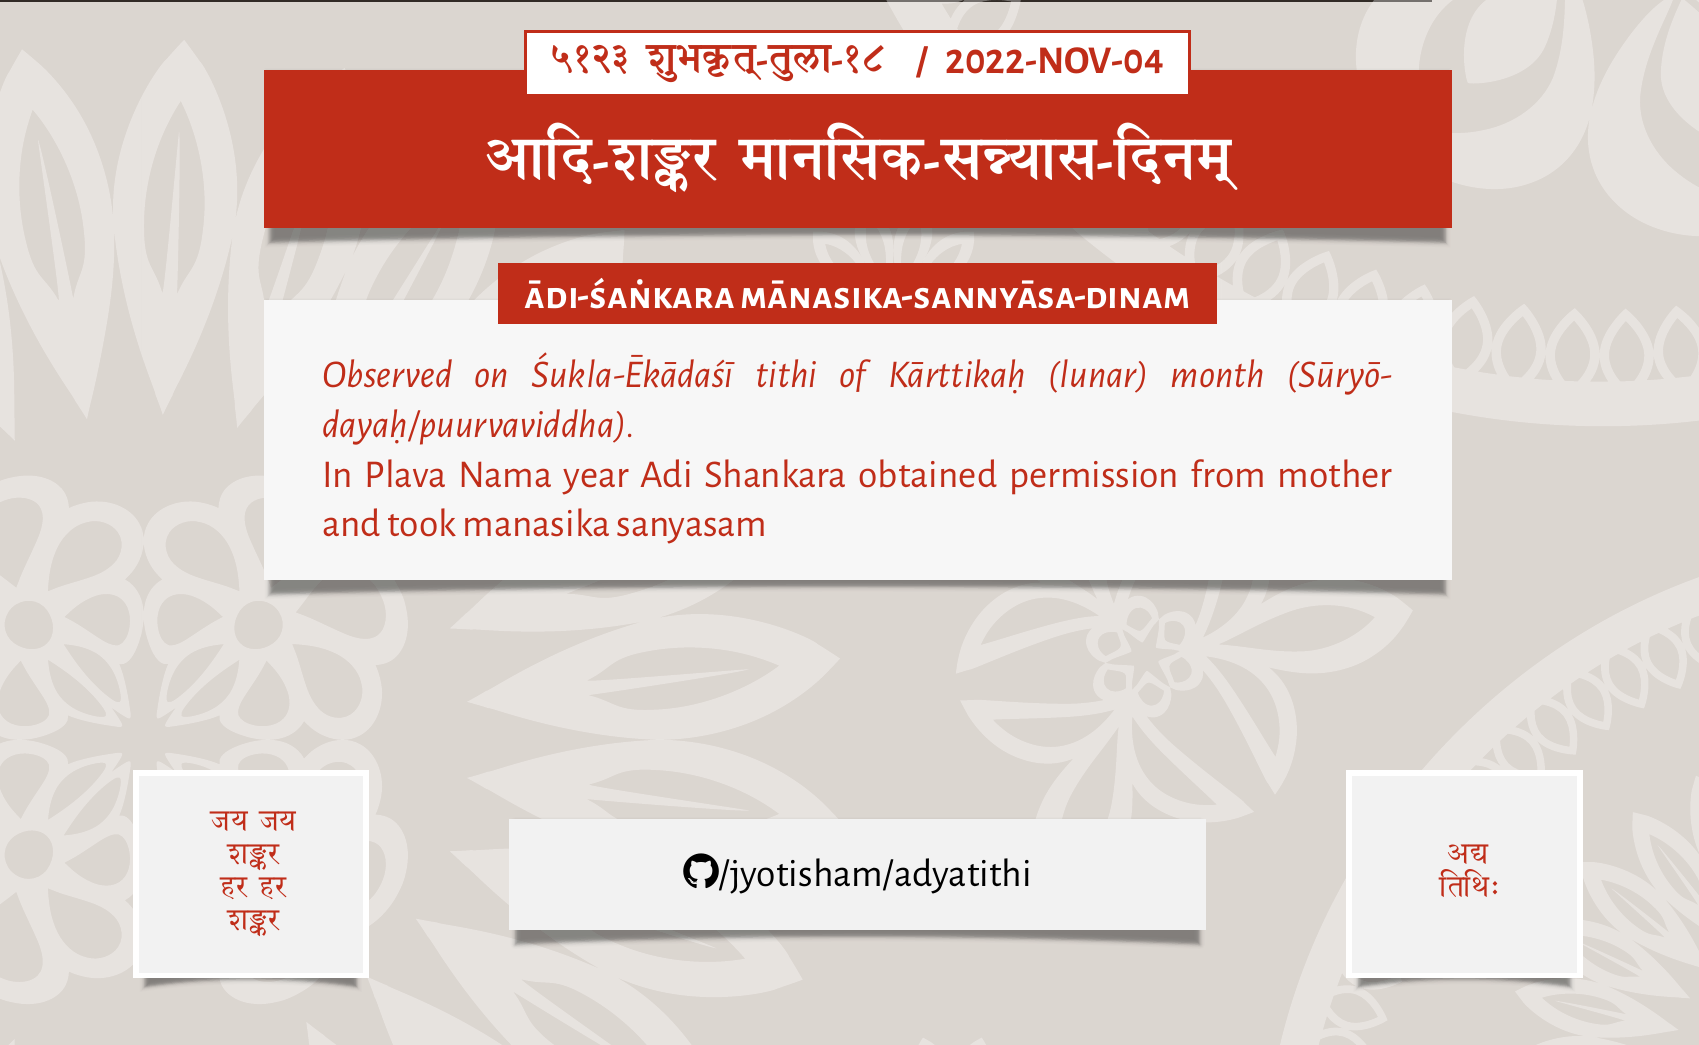 ५१२३ शुभकृत्-तुला-१८ / 2022-NOV-04
आदि-शङ्कर मानसिक-सन्न्यास-दिनम्
ĀDI-ŚAṄKARA MĀNASIKA-SANNYĀSA-DINAM
Observed on Śukla-Ēkādaśī tithi of Kārttikaḥ (lunar) month (Sūryō-
dayaḥ/puurvaviddha).
In Plava Nama year Adi Shankara obtained permission from mother
and took manasika sanyasam
जय जय
शङ्कर
हर हर
शङ्कर
/jyotisham/adyatithi
अद्य
तिथिः